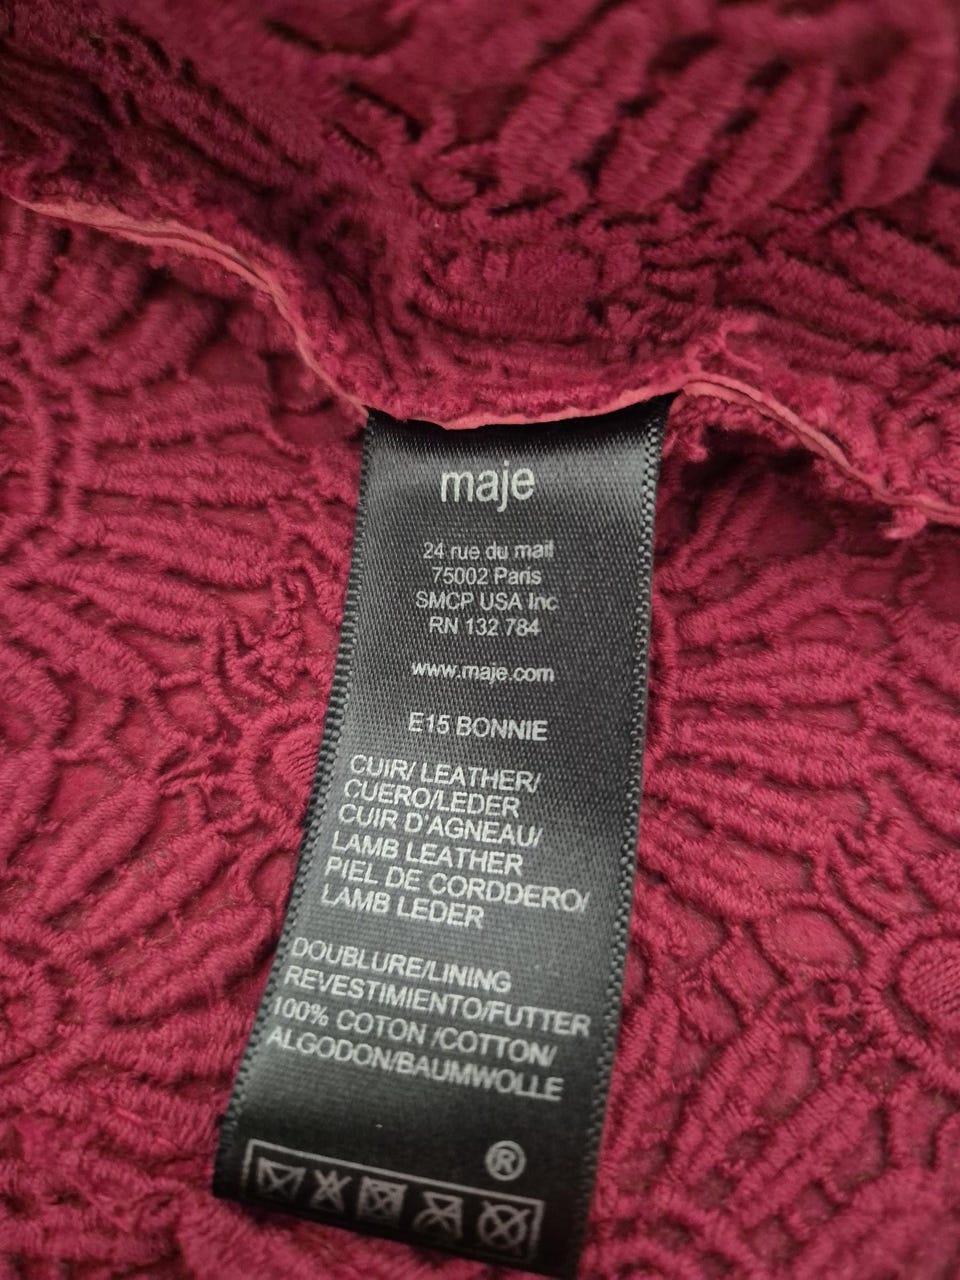 maje
24 rue du mail
75002 Paris
SMCP USA Inc
RN 132 784
www.maje.com
E15 BONNIE
CUIR/ LEATHER/
CUERO/LEDER
CUIR D'AGNEAU/
LAMB LEATHER
PIEL DE CORDDERO/
LAMB LEDER
DOUBLURE/LINING
REVESTIMIENTO/FUTTER
100% COTON /COTTON/
ALGODON/BAUMWOLLE
®